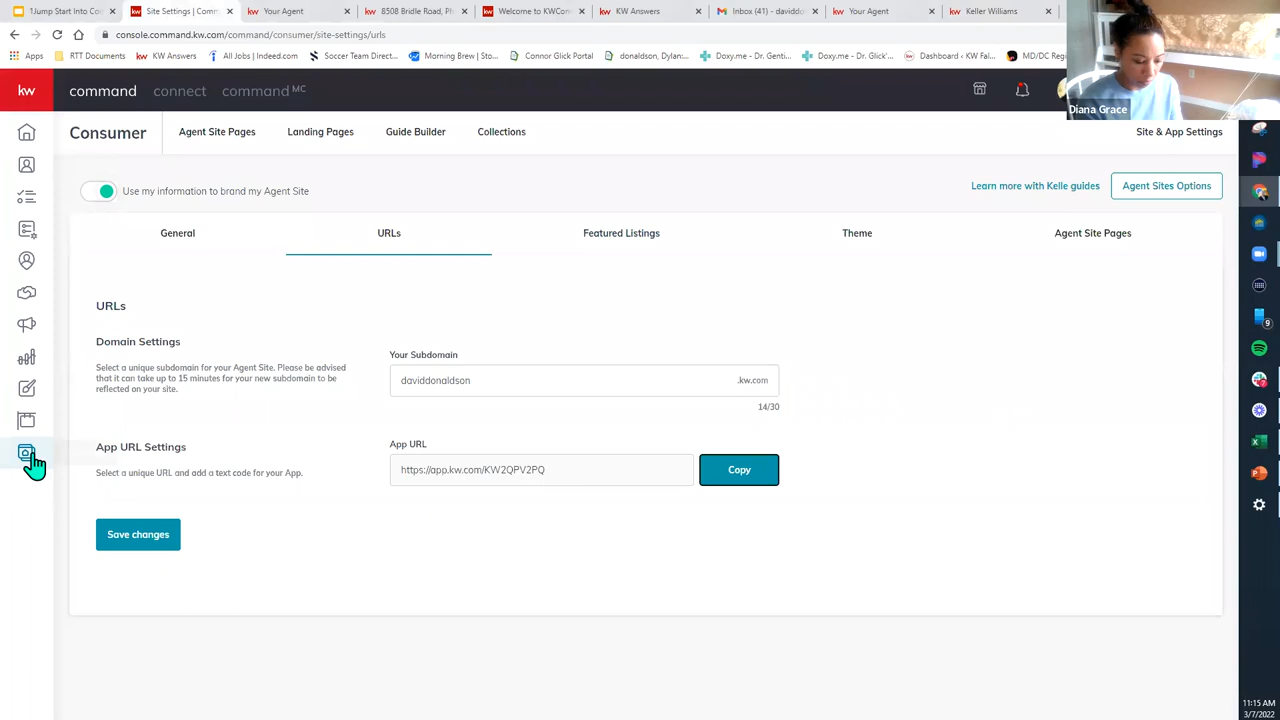 1Jump Start Into Co
Site Settings | Comm
Your Agent
8508 Bridle Road, Ph
Welcome to KWCon
KW Answers
Inbox (41) - daviddo
Your Agent
Keller Williams
console.command.kw.com/command/consumer/site-settings/urls
Apps
RTT Documents
KW Answers
All Jobs | Indeed.com
Soccer Team Direct...
Morning Brew | Sto...
Connor Glick Portal
donaldson, Dylan:...
Doxy.me - Dr. Genti...
Doxy.me - Dr. Glick'...
Dashboard ‹ KW Fal...
MD/DC Reg
kw
command
connect
command MC
Diana Grace
Consumer
Agent Site Pages
Landing Pages
Guide Builder
Collections
Site & App Settings
Use my information to brand my Agent Site
Learn more with Kelle guides
Agent Sites Options
General
URLs
Featured Listings
Theme
Agent Site Pages
URLs
Domain Settings
Select a unique subdomain for your Agent Site. Please be advised
that it can take up to 15 minutes for your new subdomain to be
reflected on your site.
Your Subdomain
daviddonaldson
.kw.com
14/30
App URL Settings
Select a unique URL and add a text code for your App.
App URL
https://app.kw.com/KW2QPV2PQ
Copy
Save changes
9
11:15 AM
3/7/2022